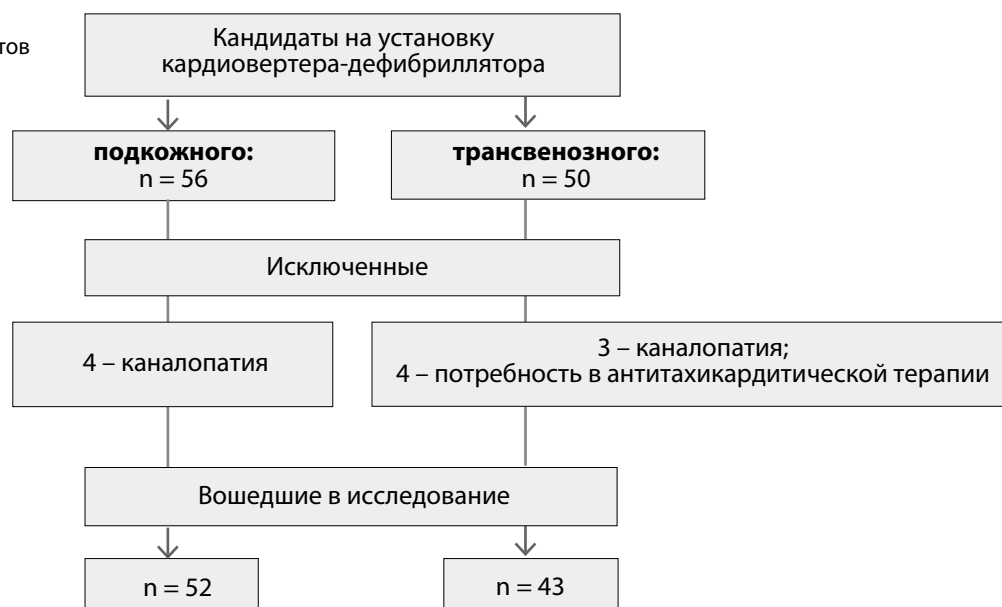 тов
Кандидаты на установку
кардиовертера-дефибриллятора
подкожного:
n = 56
трансвенозного:
n = 50
Исключенные
4 – каналопатия
3 – каналопатия;
4 – потребность в антитахикардитической терапии
Вошедшие в исследование
n = 52
n = 43